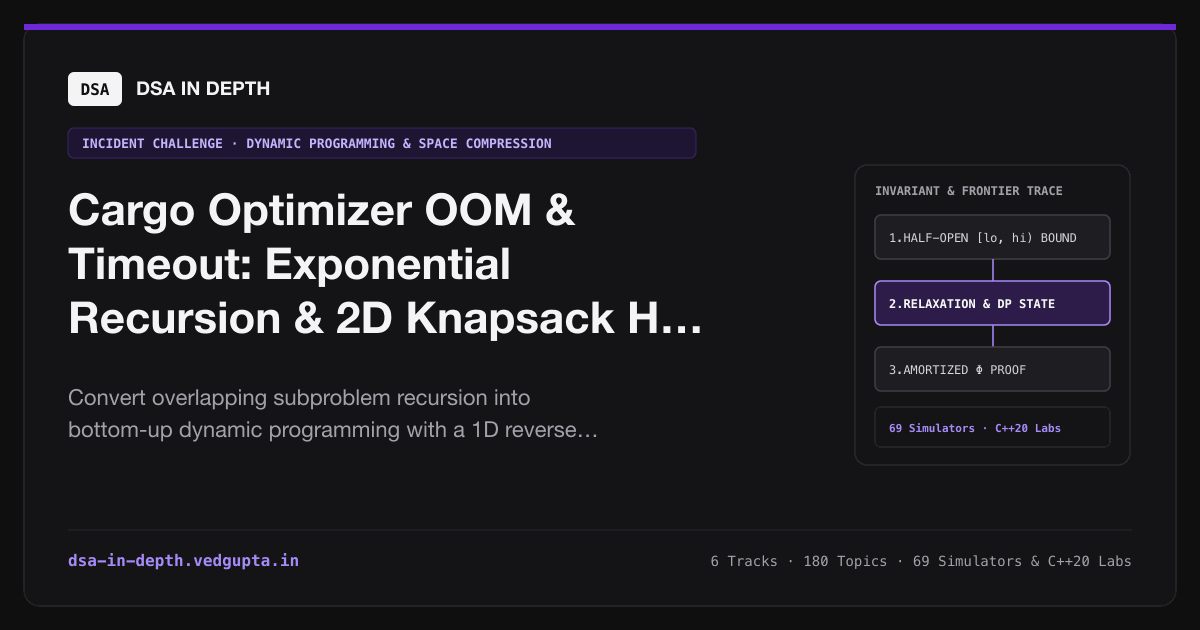 DSA
DSA IN DEPTH
INCIDENT CHALLENGE · DYNAMIC PROGRAMMING & SPACE COMPRESSION
Cargo Optimizer OOM &
Timeout: Exponential
Recursion & 2D Knapsack H...
Convert overlapping subproblem recursion into
bottom-up dynamic programming with a 1D reverse...
INVARIANT & FRONTIER TRACE
1.HALF-OPEN [lo, hi) BOUND
2.RELAXATION & DP STATE
3.AMORTIZED Φ PROOF
69 Simulators · C++20 Labs
dsa-in-depth.vedgupta.in
6 Tracks · 180 Topics · 69 Simulators & C++20 Labs